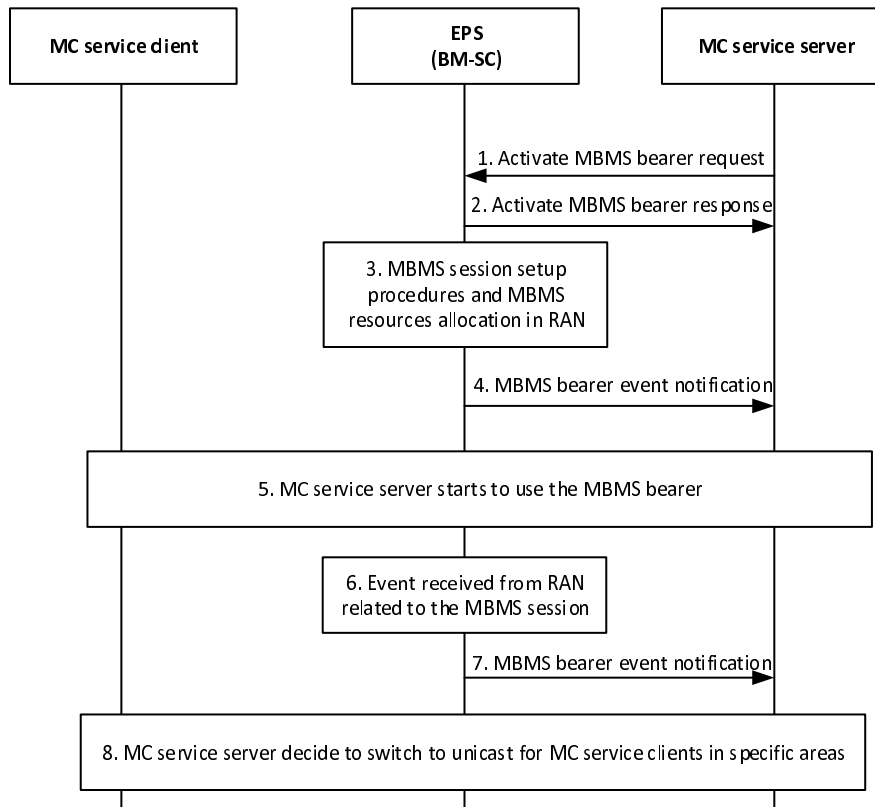 MC service client
EPS
(BM-SC)
MC service server
1. Activate MBMS bearer request
2. Activate MBMS bearer response
3. MBMS session setup
procedures and MBMS
resources allocation in RAN
4. MBMS bearer event notification
5. MC service server starts to use the MBMS bearer
6. Event received from RAN
related to the MBMS session
7. MBMS bearer event notification
8. MC service server decide to switch to unicast for MC service clients in specific areas